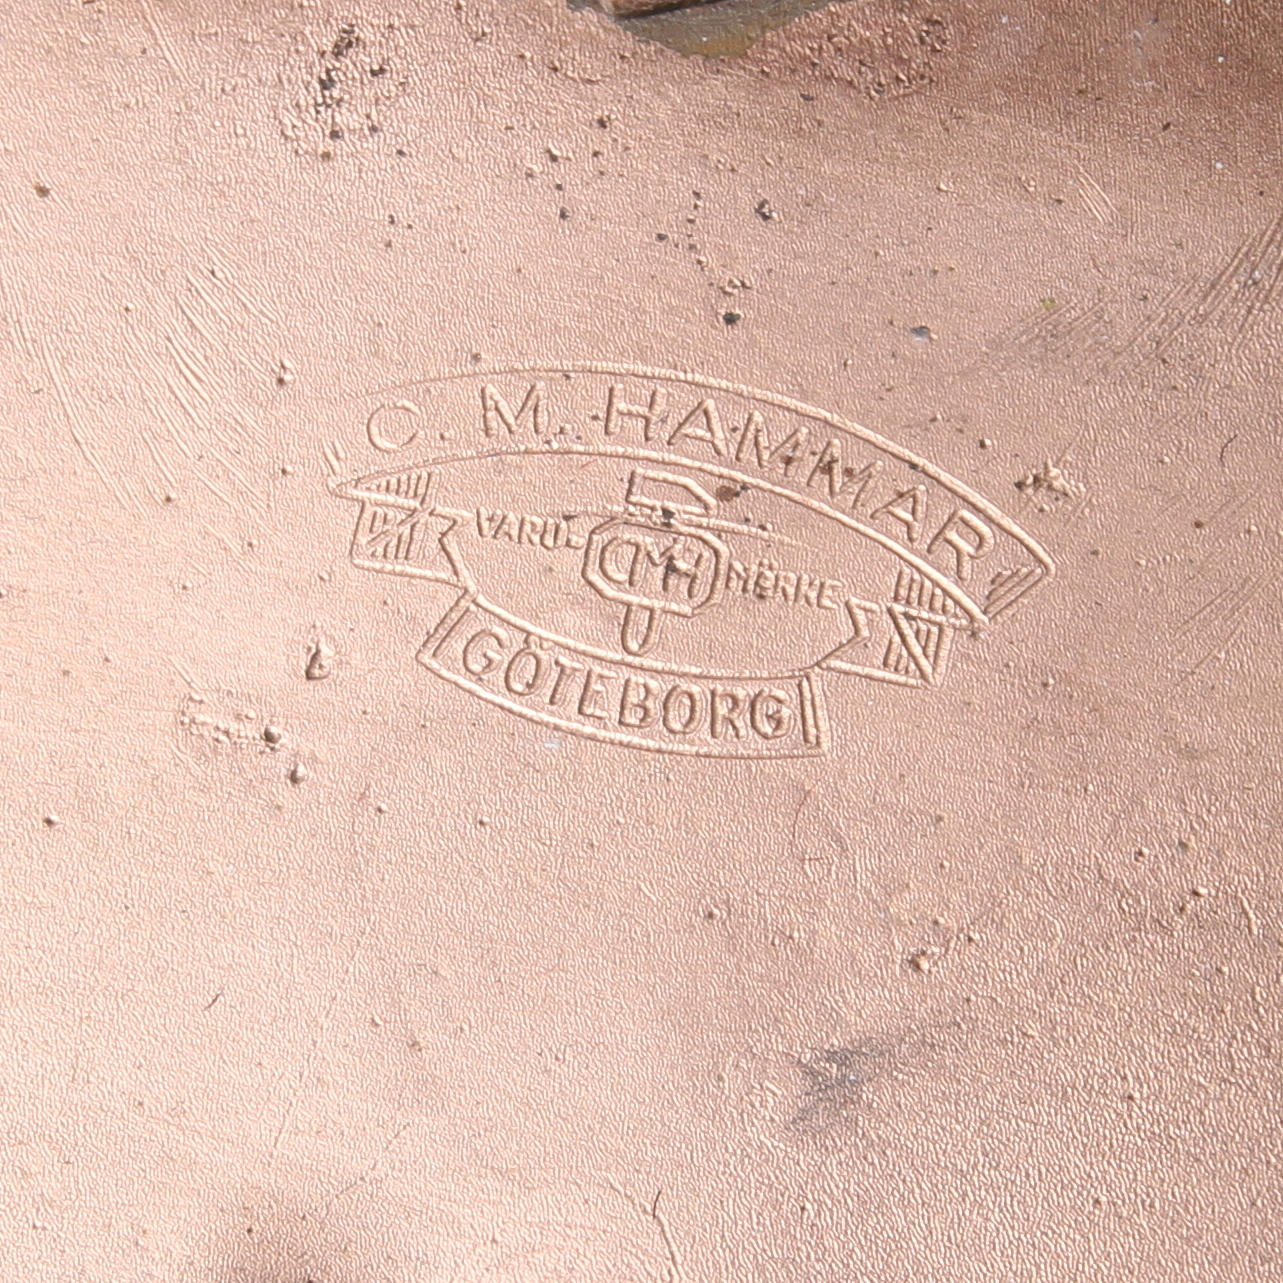 C. M. HAMMAR.
VARU- MÄRKE
CMH
GÖTEBORG